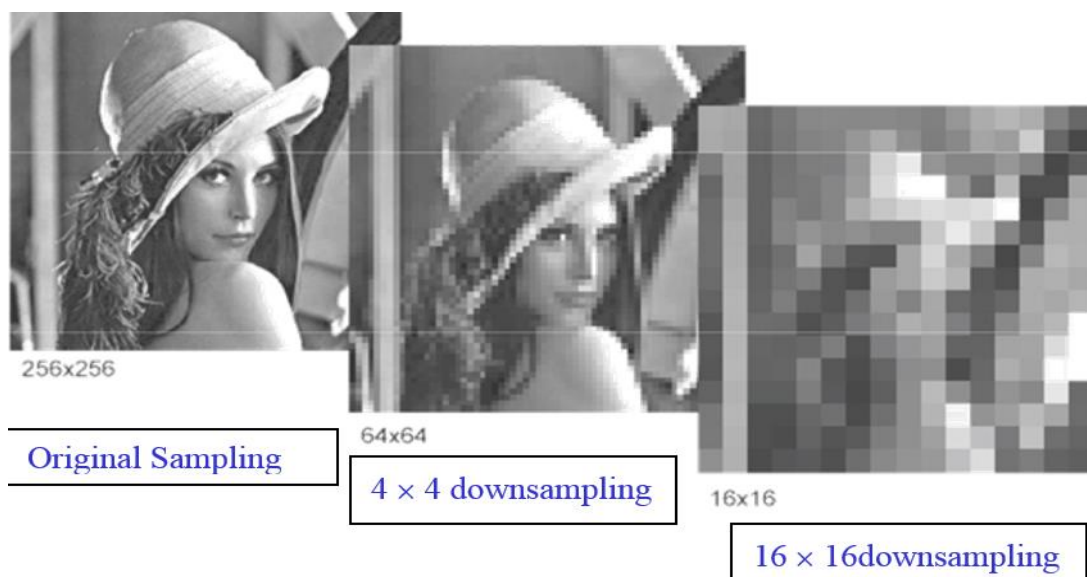 256x256
Original Sampling
64x64
4 × 4 downsampling
16x16
16 × 16downsampling